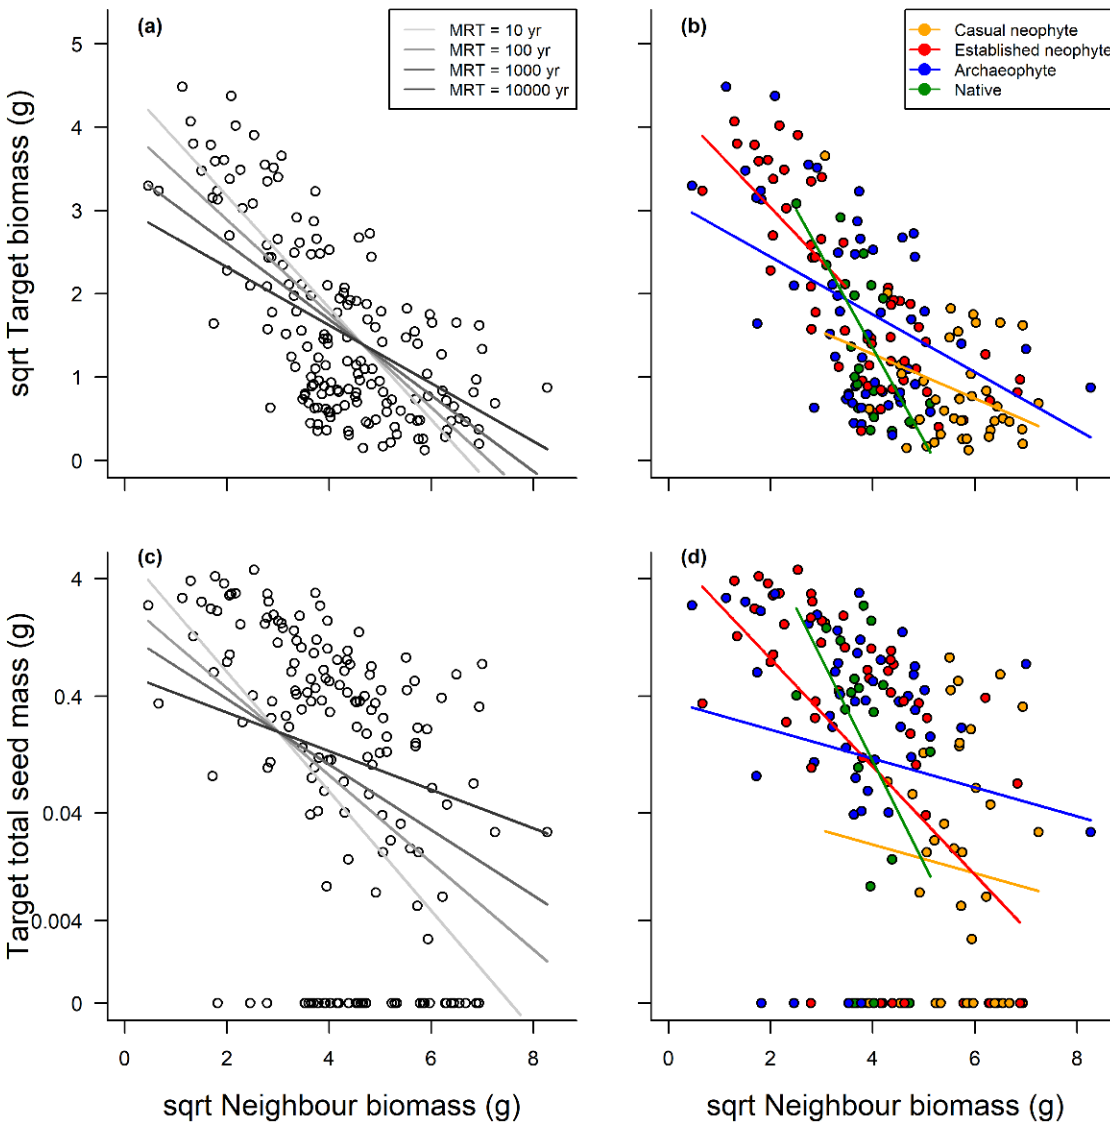 (a)
MRT = 10 yr
MRT = 100 yr
MRT = 1000 yr
MRT = 10000 yr
sqrt Target biomass (g)
5
4
3
2
1
0
(b)
Casual neophyte
Established neophyte
Archaeophyte
Native
(c)
Target total seed mass (g)
4
0.4
0.04
0.004
0
0
2
4
6
8
sqrt Neighbour biomass (g)
(d)
0
2
4
6
8
sqrt Neighbour biomass (g)